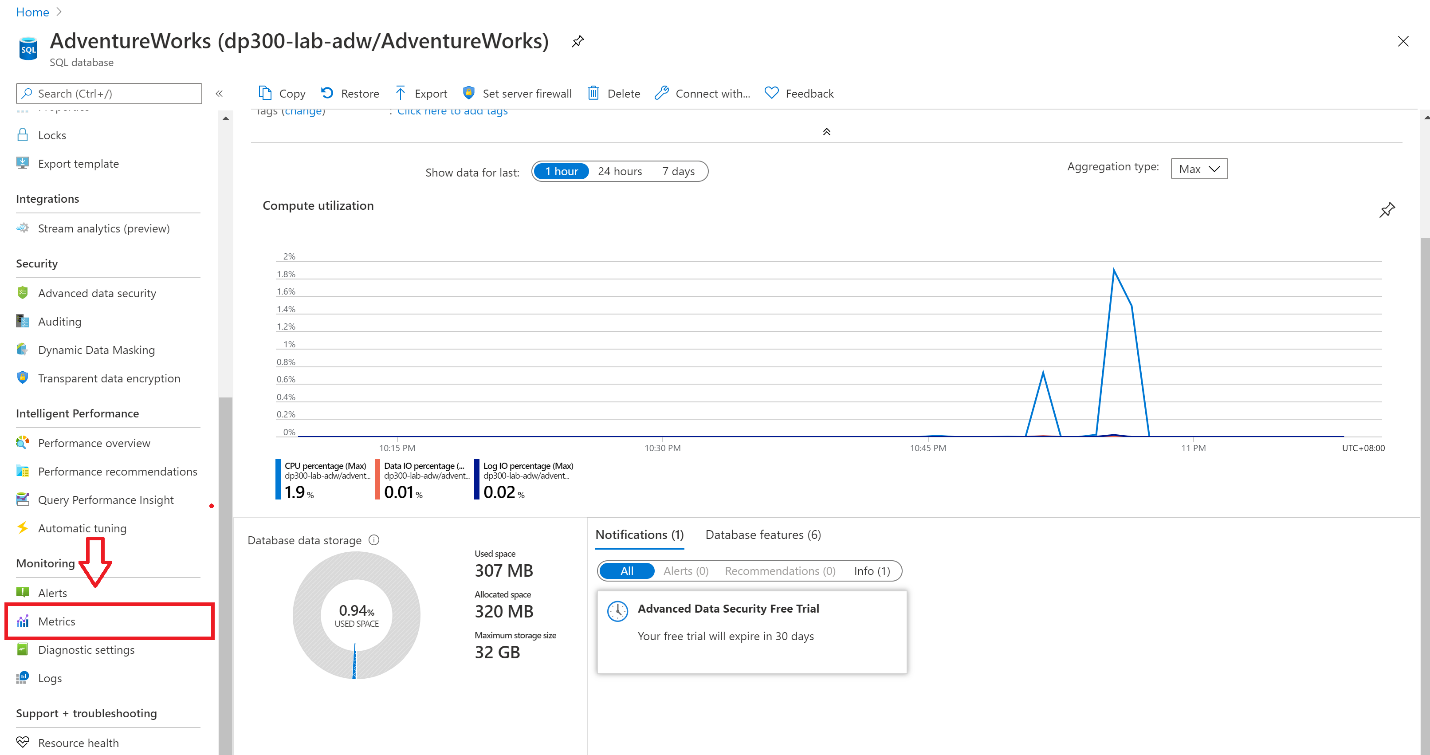 Home
AdventureWorks (dp300-lab-adw/AdventureWorks)
SQL database
Search (Ctrl+/)
Copy
Restore
Export
Set server firewall
Delete
Connect with...
Feedback
Properties
Locks
Export template
Integrations
Stream analytics (preview)
Security
Advanced data security
Auditing
Dynamic Data Masking
Transparent data encryption
Intelligent Performance
Performance overview
Performance recommendations
Query Performance Insight
Automatic tuning
Monitoring
Alerts
Metrics
Diagnostic settings
Logs
Support + troubleshooting
Resource health
Tags (change) : Click here to add tags
Show data for last: 1 hour 24 hours 7 days
Aggregation type: Max
Compute utilization
2%
1.8%
1.6%
1.4%
1.2%
1%
0.8%
0.6%
0.4%
0.2%
0%
10:15 PM 10:30 PM 10:45 PM 11 PM UTC+08:00
CPU percentage (Max)
dp300-lab-adw/advent...
1.9 %
Data IO percentage (...
dp300-lab-adw/advent...
0.01 %
Log IO percentage (Max)
dp300-lab-adw/advent...
0.02 %
Database data storage
0.94%
USED SPACE
Used space
307 MB
Allocated space
320 MB
Maximum storage size
32 GB
Notifications (1) Database features (6)
All Alerts (0) Recommendations (0) Info (1)
Advanced Data Security Free Trial
Your free trial will expire in 30 days